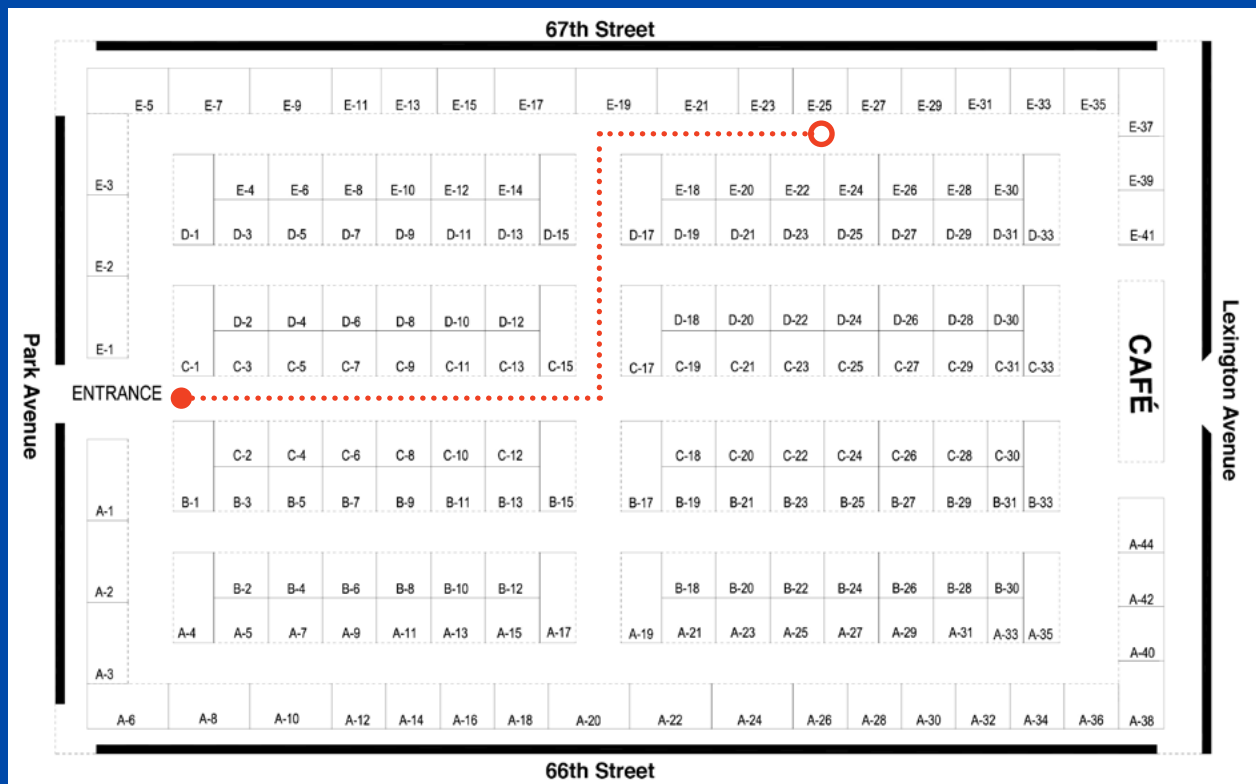 67th Street
E-5 E-7 E-9 E-11 E-13 E-15 E-17 E-19 E-21 E-23 E-25 E-27 E-29 E-31 E-33 E-35
E-37
E-3 E-4 E-6 E-8 E-10 E-12 E-14 E-18 E-20 E-22 E-24 E-26 E-28 E-30 E-39
D-1 D-3 D-5 D-7 D-9 D-11 D-13 D-15 D-17 D-19 D-21 D-23 D-25 D-27 D-29 D-31 D-33 E-41
E-2
D-2 D-4 D-6 D-8 D-10 D-12 D-18 D-20 D-22 D-24 D-26 D-28 D-30
E-1
C-1 C-3 C-5 C-7 C-9 C-11 C-13 C-15 C-17 C-19 C-21 C-23 C-25 C-27 C-29 C-31 C-33
Park Avenue
ENTRANCE
CAFÉ
Lexington Avenue
C-2 C-4 C-6 C-8 C-10 C-12 C-18 C-20 C-22 C-24 C-26 C-28 C-30
B-1 B-3 B-5 B-7 B-9 B-11 B-13 B-15 B-17 B-19 B-21 B-23 B-25 B-27 B-29 B-31 B-33
A-1
A-44
A-2 B-2 B-4 B-6 B-8 B-10 B-12 B-18 B-20 B-22 B-24 B-26 B-28 B-30 A-42
A-4 A-5 A-7 A-9 A-11 A-13 A-15 A-17 A-19 A-21 A-23 A-25 A-27 A-29 A-31 A-33 A-35
A-40
A-3
A-6 A-8 A-10 A-12 A-14 A-16 A-18 A-20 A-22 A-24 A-26 A-28 A-30 A-32 A-34 A-36 A-38
66th Street